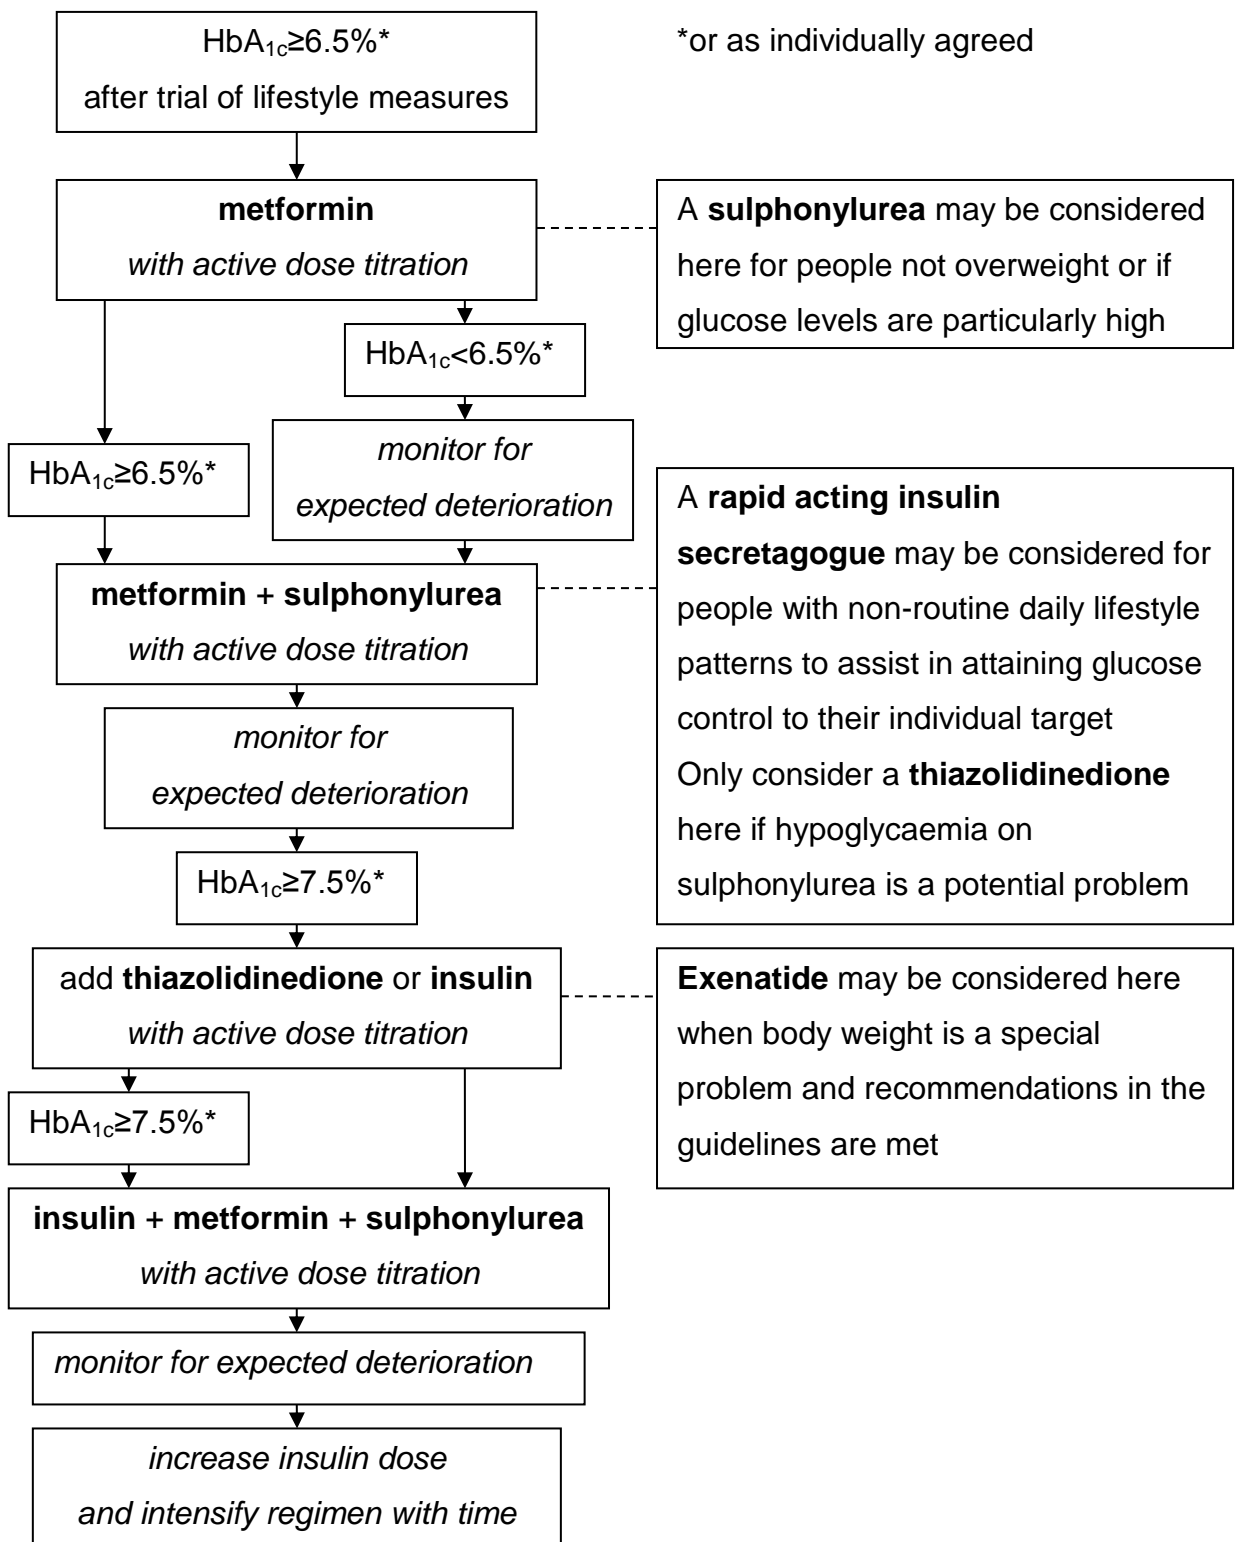 HbA1c≥6.5%*
after trial of lifestyle measures
*or as individually agreed
metformin
with active dose titration
A sulphonylurea may be considered
here for people not overweight or if
glucose levels are particularly high
HbA1c<6.5%*
monitor for
expected deterioration
HbA1c≥6.5%*
metformin + sulphonylurea
with active dose titration
A rapid acting insulin
secretagogue may be considered for
people with non-routine daily lifestyle
patterns to assist in attaining glucose
control to their individual target
Only consider a thiazolidinedione
here if hypoglycaemia on
sulphonylurea is a potential problem
monitor for
expected deterioration
HbA1c≥7.5%*
add thiazolidinedione or insulin
with active dose titration
Exenatide may be considered here
when body weight is a special
problem and recommendations in the
guidelines are met
HbA1c≥7.5%*
insulin + metformin + sulphonylurea
with active dose titration
monitor for expected deterioration
increase insulin dose
and intensify regimen with time